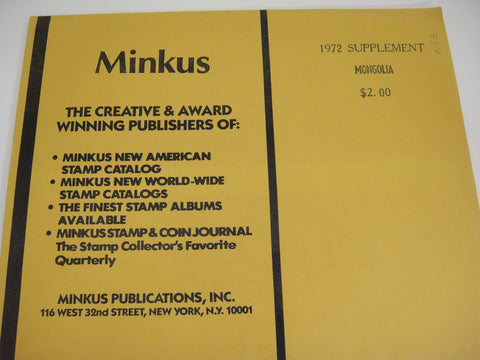 Minkus
THE CREATIVE & AWARD
WINNING PUBLISHERS OF:
• MINKUS NEW AMERICAN
STAMP CATALOG
• MINKUS NEW WORLD-WIDE
STAMP CATALOGS
• THE FINEST STAMP ALBUMS
AVAILABLE
• MINKUS STAMP & COIN JOURNAL
The Stamp Collector's Favorite
Quarterly
MINKUS PUBLICATIONS, INC.
116 WEST 32nd STREET, NEW YORK, N.Y. 10001
1972 SUPPLEMENT
MONGOLIA
$2.00